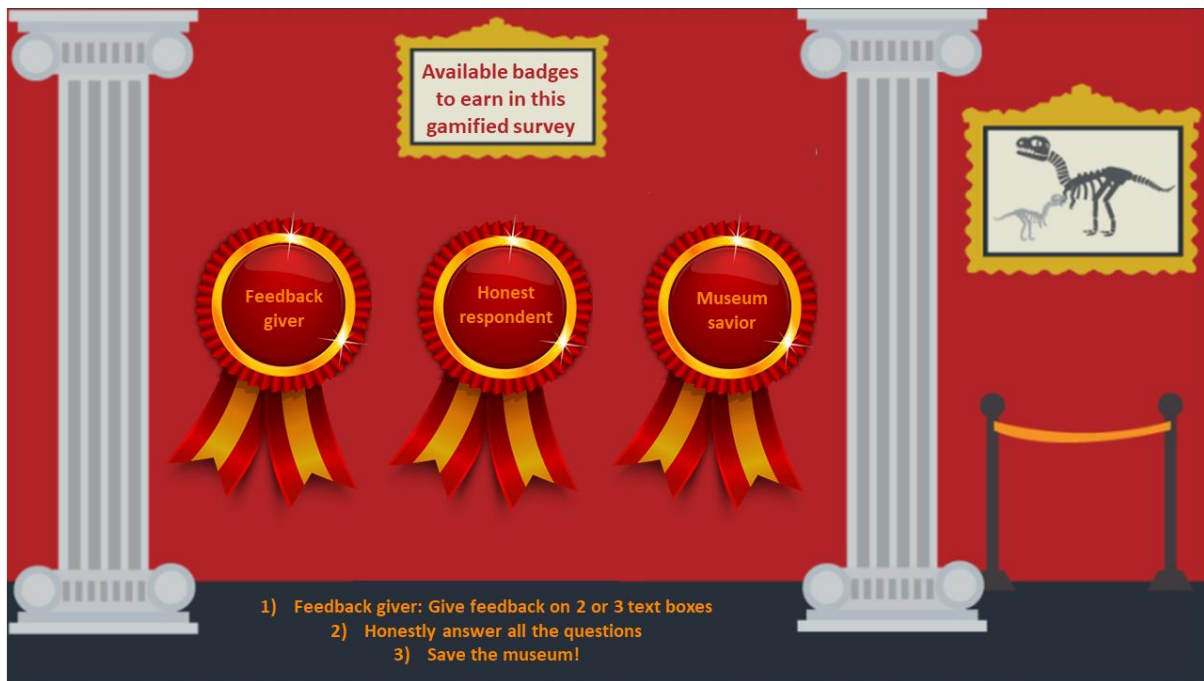 Available badges
to earn in this
gamified survey
Feedback
giver
Honest
respondent
Museum
savior
1) Feedback giver: Give feedback on 2 or 3 text boxes
2) Honestly answer all the questions
3) Save the museum!